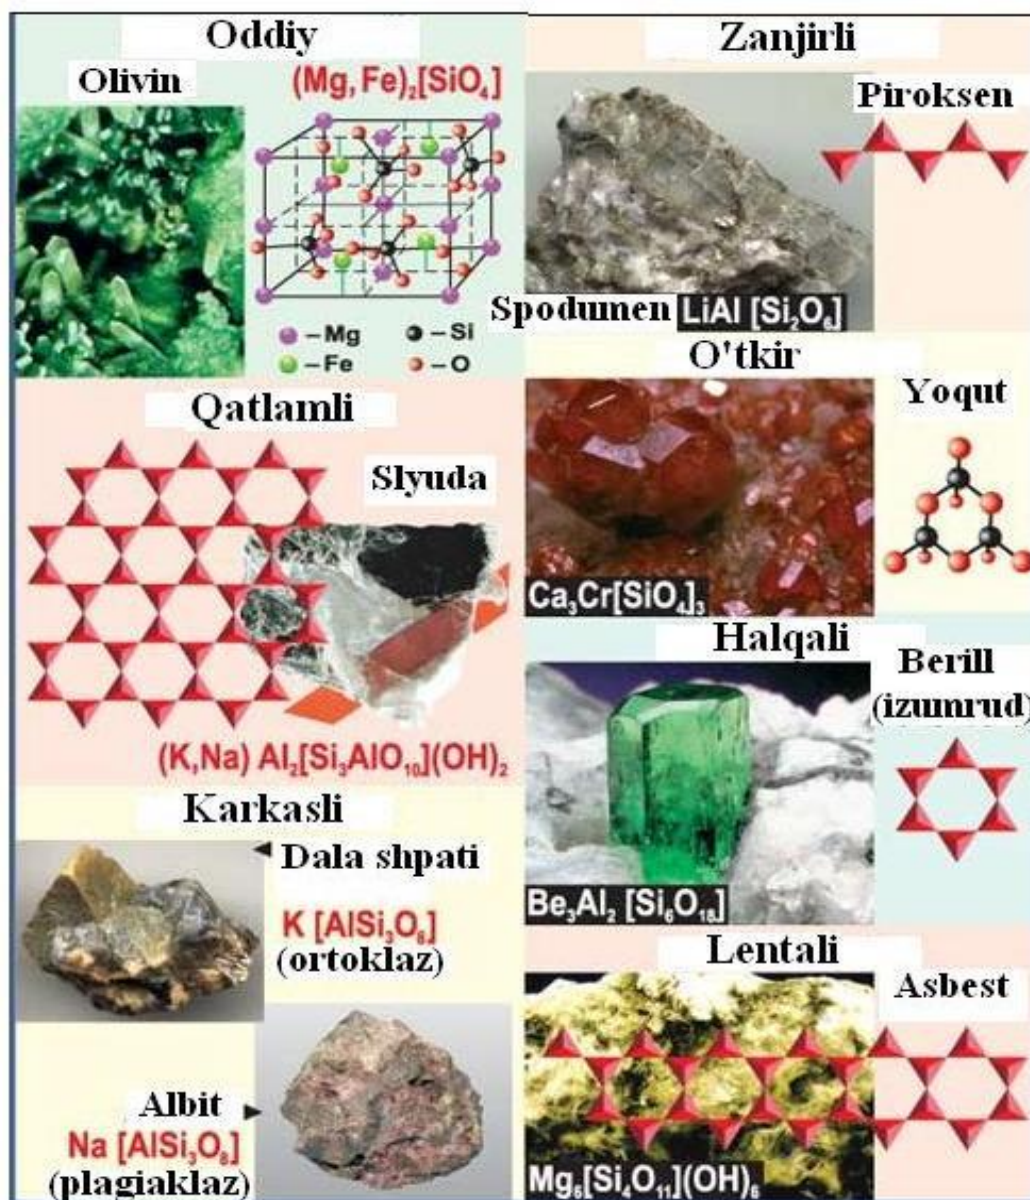 Oddiy
Olivin
(Mg, Fe)₂[SiO₄]
–Mg
–Si
–Fe
–O
Qatlamli
Slyuda
(K,Na) Al₂[Si₃AlO₁₀](OH)₂
Karkasli
Dala shpati
K [AlSi₃O₈]
(ortoklaz)
Albit
Na [AlSi₃O₈]
(plagiaklaz)
Zanjirli
Piroksen
Spodumen LiAl [Si₂O₆]
O'tkir
Yoqut
Ca₃Cr[SiO₄]₃
Halqali
Berill
(izumrud)
Be₃Al₂ [Si₆O₁₈]
Lentali
Asbest
Mg₆[Si₄O₁₁](OH)₆